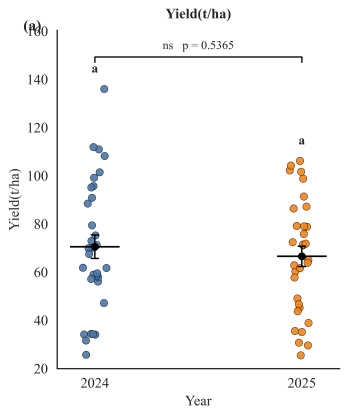 Yield(t/ha)
(a)
160
ns p = 0.5365
a
140
120
a
100
80
60
40
20
Yield(t/ha)
2024
2025
Year